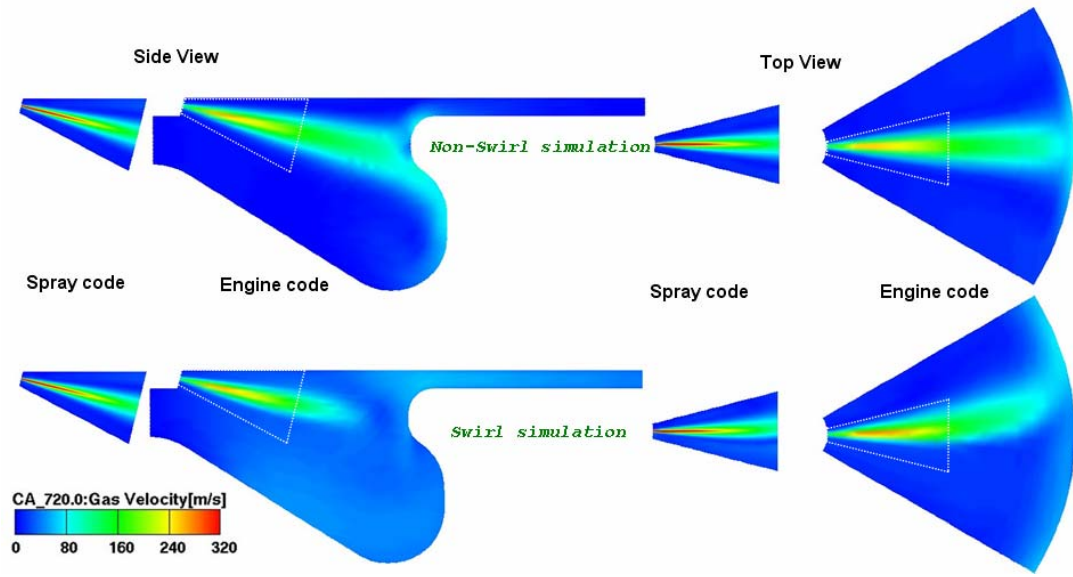 Side View
Top View
Non-Swirl simulation
Spray code
Engine code
Spray code
Engine code
Swirl simulation
CA_720.0:Gas Velocity[m/s]
0 80 160 240 320